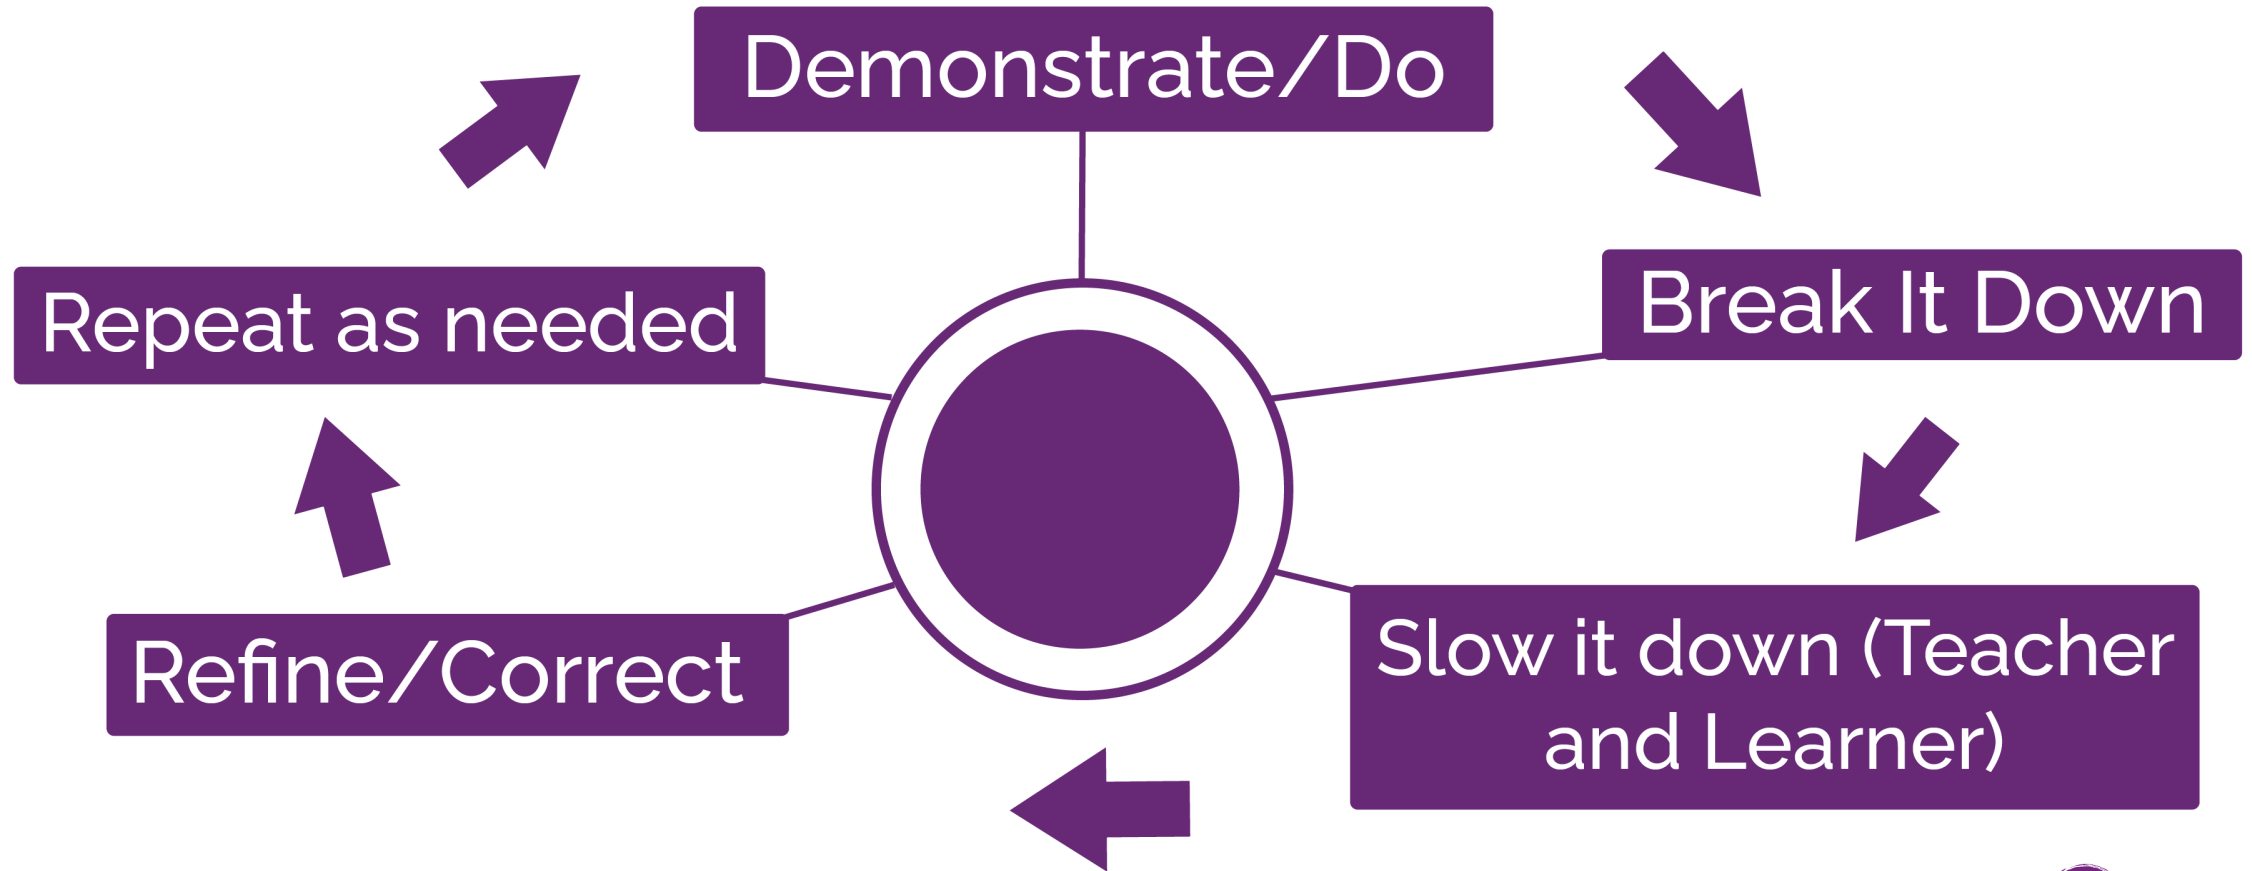 Demonstrate/Do
Break It Down
Slow it down (Teacher
and Learner)
Refine/Correct
Repeat as needed